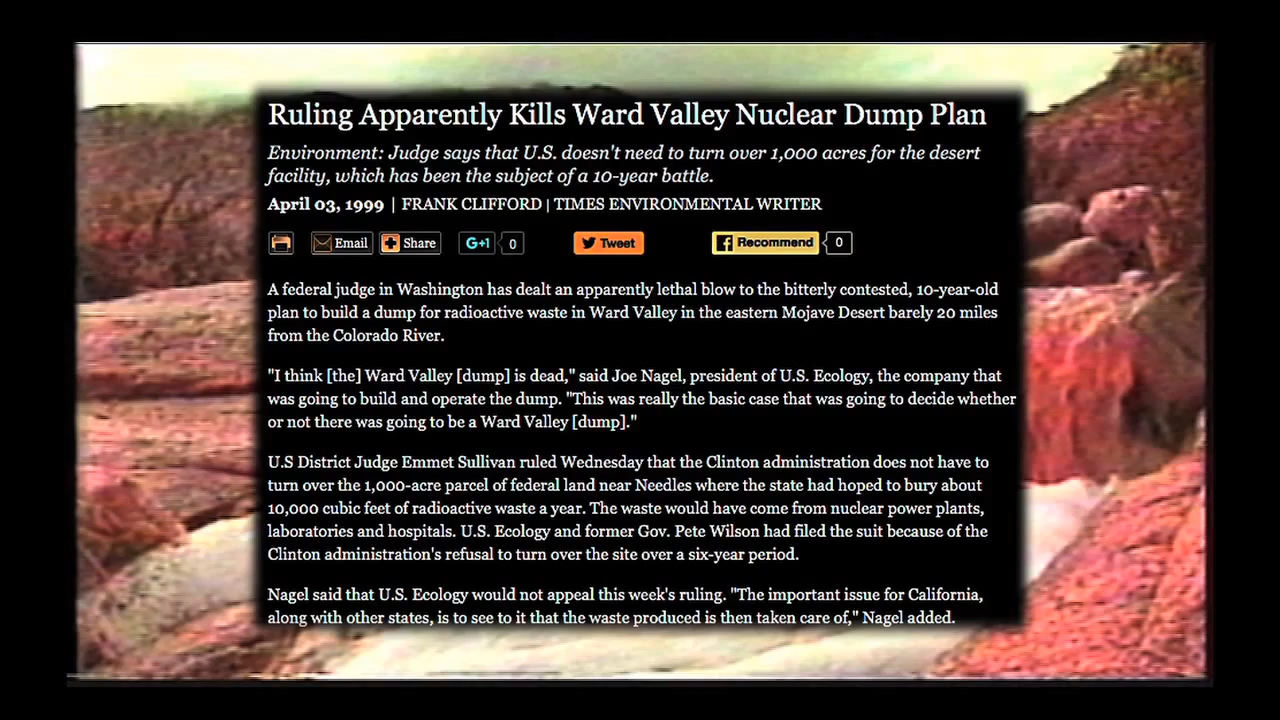 Ruling Apparently Kills Ward Valley Nuclear Dump Plan
Environment: Judge says that U.S. doesn't need to turn over 1,000 acres for the desert
facility, which has been the subject of a 10-year battle.
April 03, 1999 | FRANK CLIFFORD | TIMES ENVIRONMENTAL WRITER
Email Share G+1 0 Tweet Recommend 0
A federal judge in Washington has dealt an apparently lethal blow to the bitterly contested, 10-year-old
plan to build a dump for radioactive waste in Ward Valley in the eastern Mojave Desert barely 20 miles
from the Colorado River.
"I think [the] Ward Valley [dump] is dead," said Joe Nagel, president of U.S. Ecology, the company that
was going to build and operate the dump. "This was really the basic case that was going to decide whether
or not there was going to be a Ward Valley [dump]."
U.S District Judge Emmet Sullivan ruled Wednesday that the Clinton administration does not have to
turn over the 1,000-acre parcel of federal land near Needles where the state had hoped to bury about
10,000 cubic feet of radioactive waste a year. The waste would have come from nuclear power plants,
laboratories and hospitals. U.S. Ecology and former Gov. Pete Wilson had filed the suit because of the
Clinton administration's refusal to turn over the site over a six-year period.
Nagel said that U.S. Ecology would not appeal this week's ruling. "The important issue for California,
along with other states, is to see to it that the waste produced is then taken care of," Nagel added.